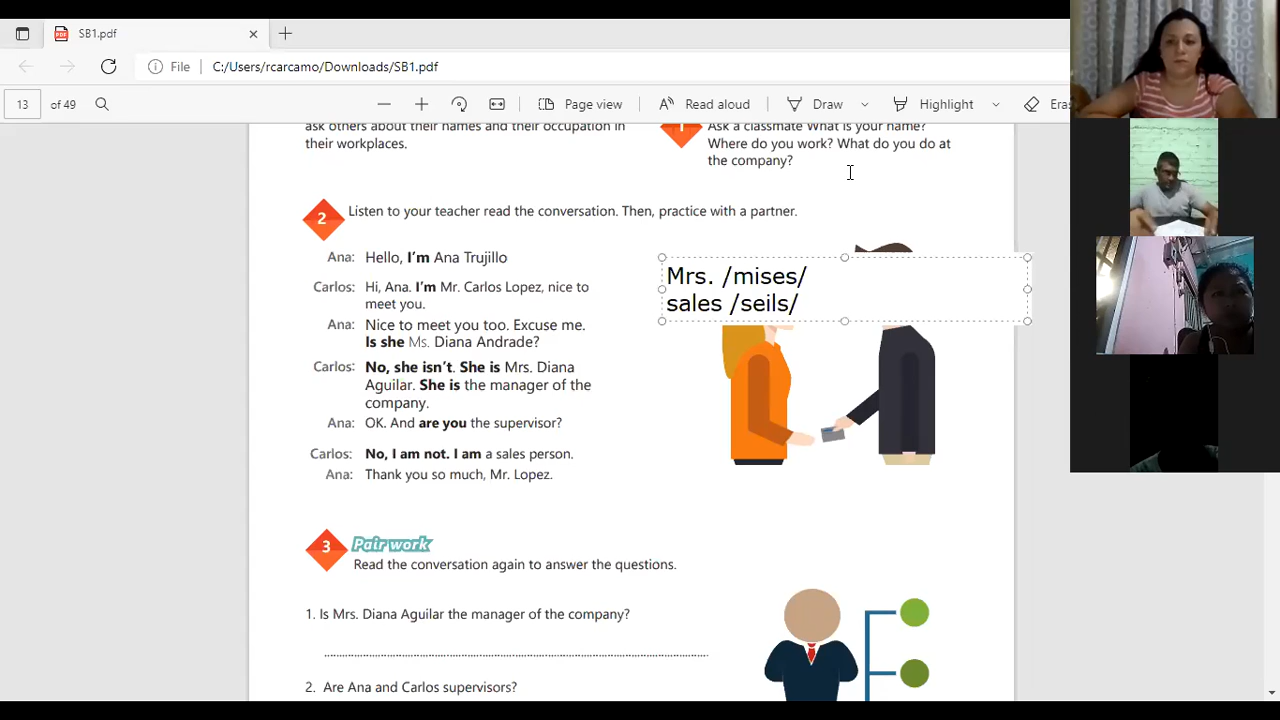 SB1.pdf
File
C:/Users/rcarcamo/Downloads/SB1.pdf
13
of 49
Page view
Read aloud
Draw
Highlight
ask others about their names and their occupation in
their workplaces.
Ask a classmate What is your name?
Where do you work? What do you do at
the company?
2
Listen to your teacher read the conversation. Then, practice with a partner.
Ana: Hello, I'm Ana Trujillo
Carlos: Hi, Ana. I'm Mr. Carlos Lopez, nice to
meet you.
Ana: Nice to meet you too. Excuse me.
Is she Ms. Diana Andrade?
Carlos: No, she isn't. She is Mrs. Diana
Aguilar. She is the manager of the
company.
Ana: OK. And are you the supervisor?
Carlos: No, I am not. I am a sales person.
Ana: Thank you so much, Mr. Lopez.
Mrs. /mises/
sales /seils/
3
Pair work
Read the conversation again to answer the questions.
1. Is Mrs. Diana Aguilar the manager of the company?
2. Are Ana and Carlos supervisors?